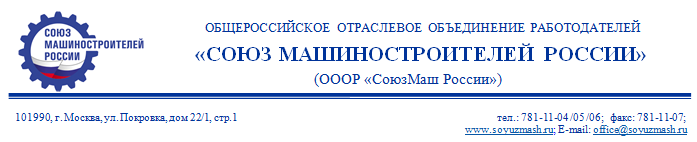 СОЮЗ
МАШИНОСТРОИТЕЛЕЙ
РОССИИ
ОБЩЕРОССИЙСКОЕ ОТРАСЛЕВОЕ ОБЪЕДИНЕНИЕ РАБОТОДАТЕЛЕЙ
«СОЮЗ МАШИНОСТРОИТЕЛЕЙ РОССИИ»
(ОООР «СоюзМаш России»)
101990, г. Москва, ул. Покровка, дом 22/1, стр.1
тел.: 781-11-04/05/06; факс: 781-11-07;
www.soyuzmash.ru; E-mail: office@soyuzmash.ru